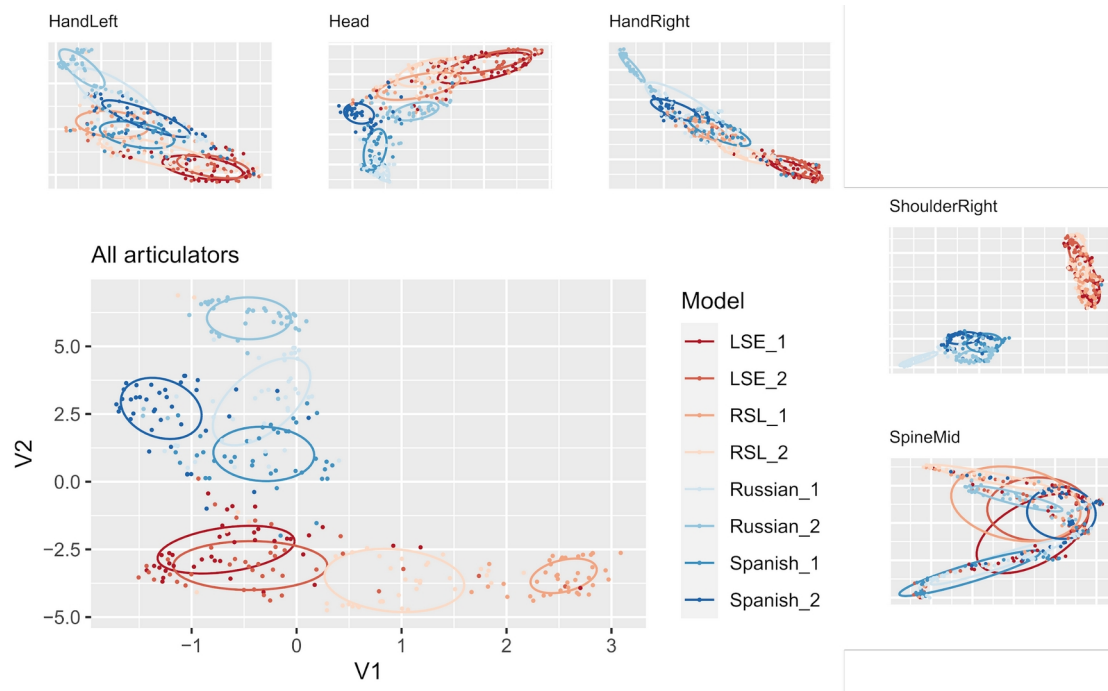 HandLeft
Head
HandRight
ShoulderRight
All articulators
5.0
2.5
0.0
−2.5
−5.0
V2
−1
0
1
2
3
V1
Model
LSE_1
LSE_2
RSL_1
RSL_2
Russian_1
Russian_2
Spanish_1
Spanish_2
SpineMid